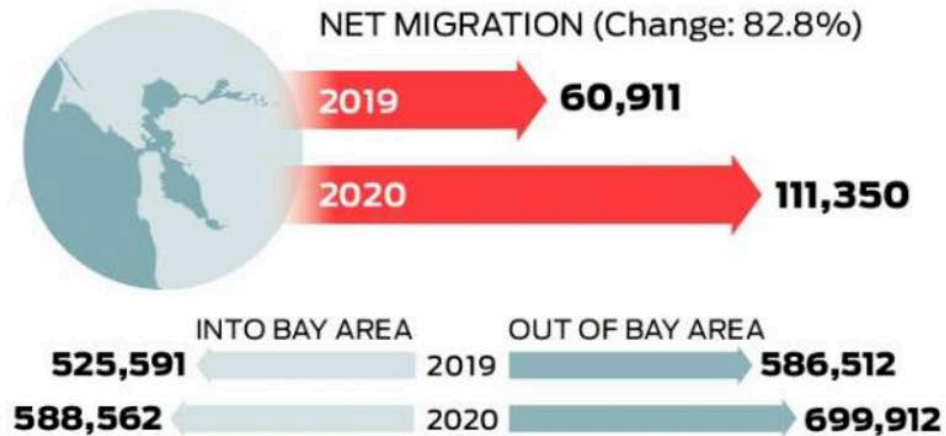 NET MIGRATION (Change: 82.8%)
2019 60,911
2020 111,350
INTO BAY AREA OUT OF BAY AREA
525,591 2019 586,512
588,562 2020 699,912